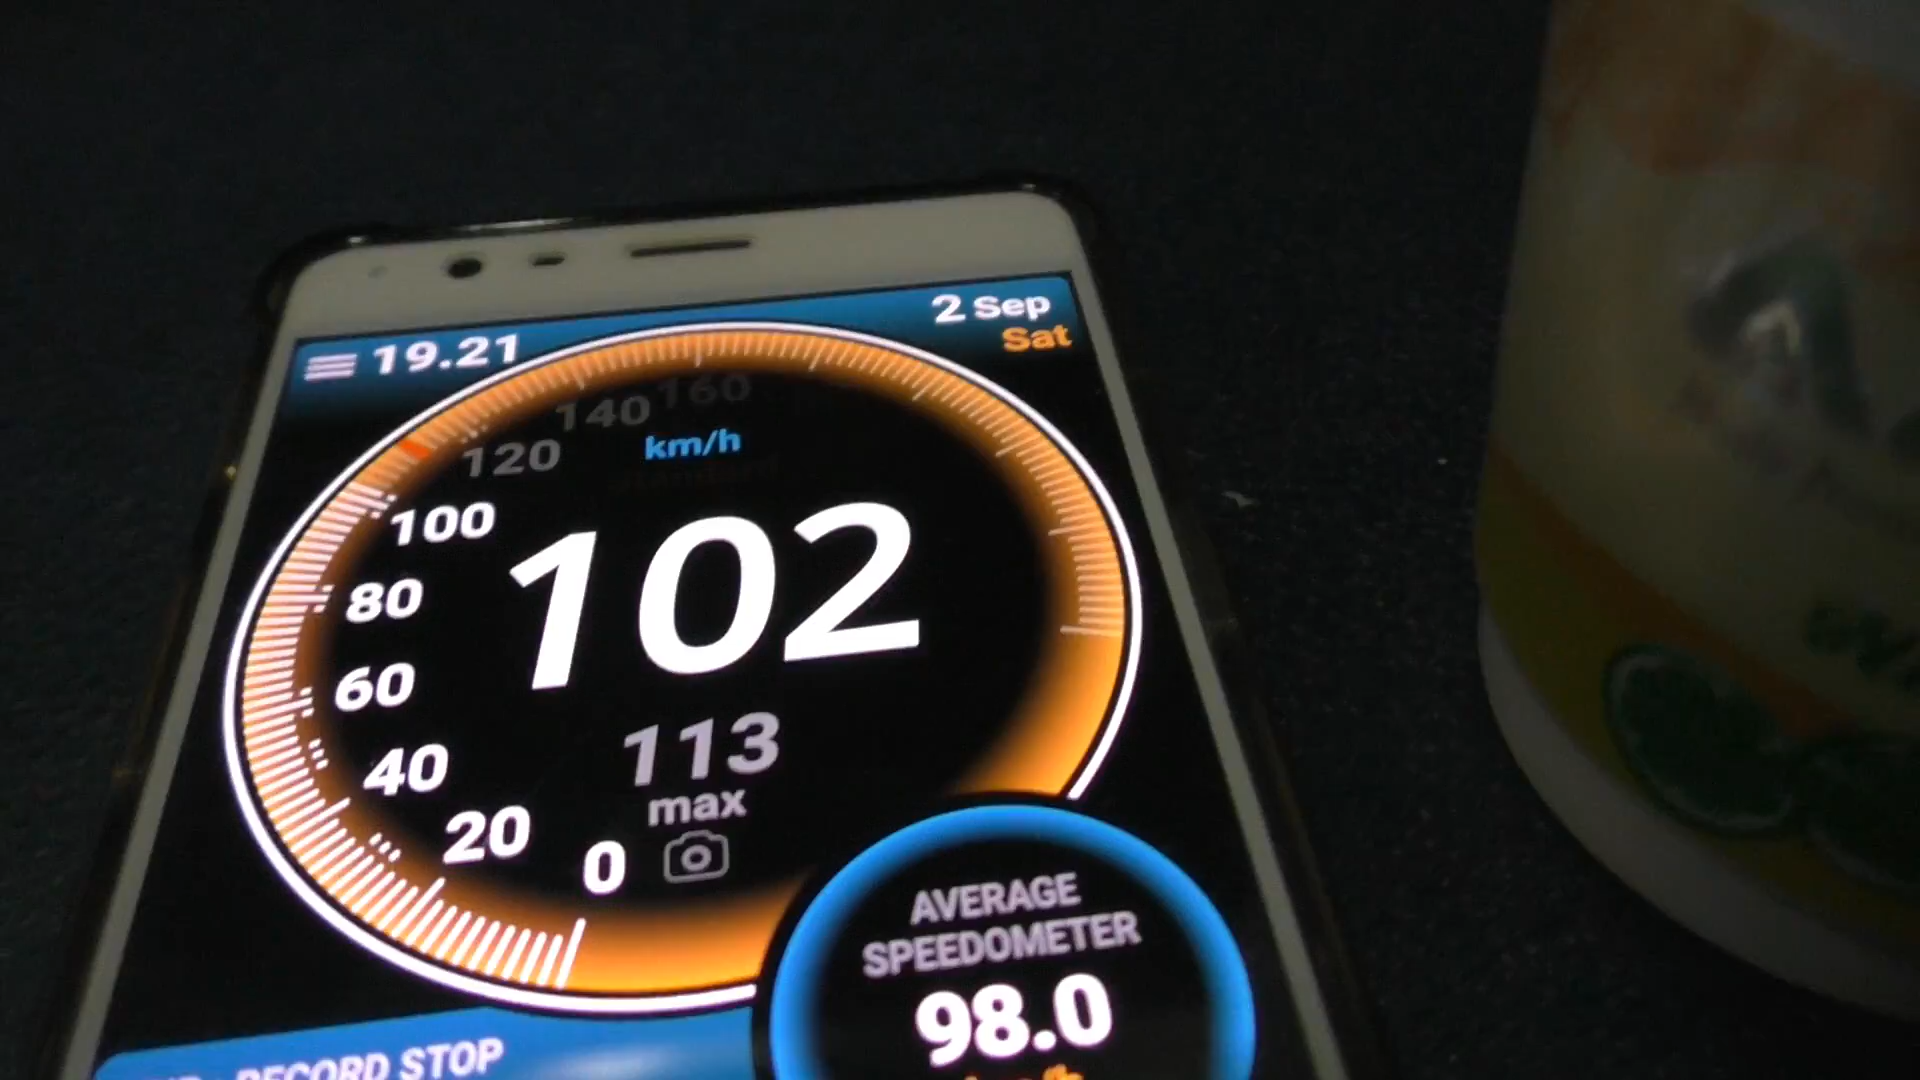 19.21
2 Sep
Sat
160
140
km/h
120
100
102
80
60
113
40
max
20
0
AVERAGE
SPEEDOMETER
98.0
RECORD STOP